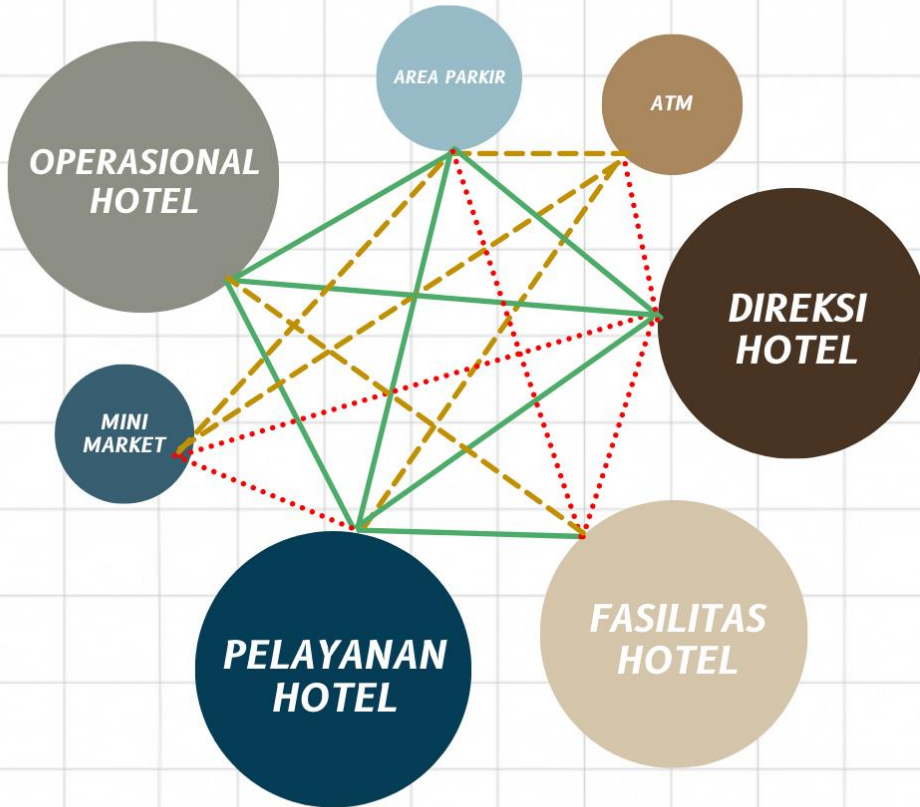 AREA PARKIR
ATM
OPERASIONAL
HOTEL
DIREKSI
HOTEL
MINI
MARKET
FASILITAS
HOTEL
PELAYANAN
HOTEL